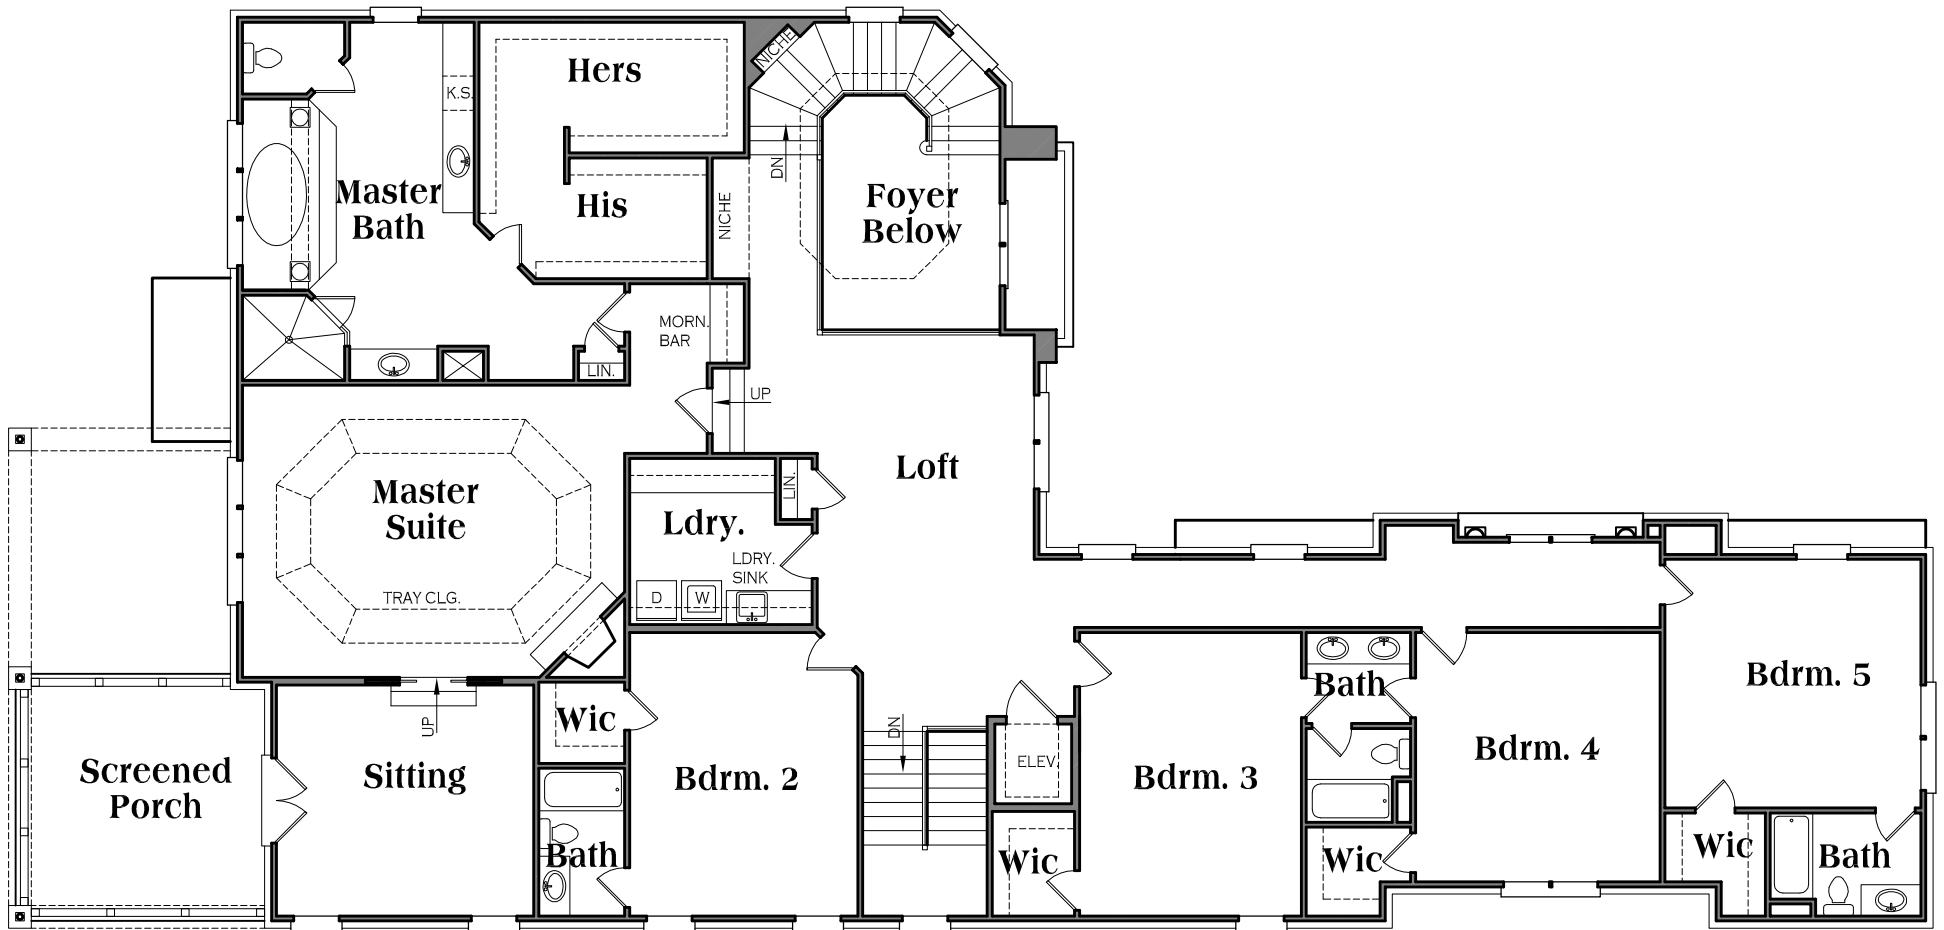 NICHE
Hers
K.S.
DN
Master
Bath
His
NICHE
Foyer
Below
MORN.
BAR
LIN.
UP
Loft
Master
Suite
LIN.
Ldry.
LDRY.
SINK
TRAY CLG.
D
W
Bdrm. 5
Bath
UP
Wic
DN
Bdrm. 4
ELEV.
Screened
Porch
Sitting
Bdrm. 2
Bdrm. 3
Bath
Wic
Wic
Wic
Bath